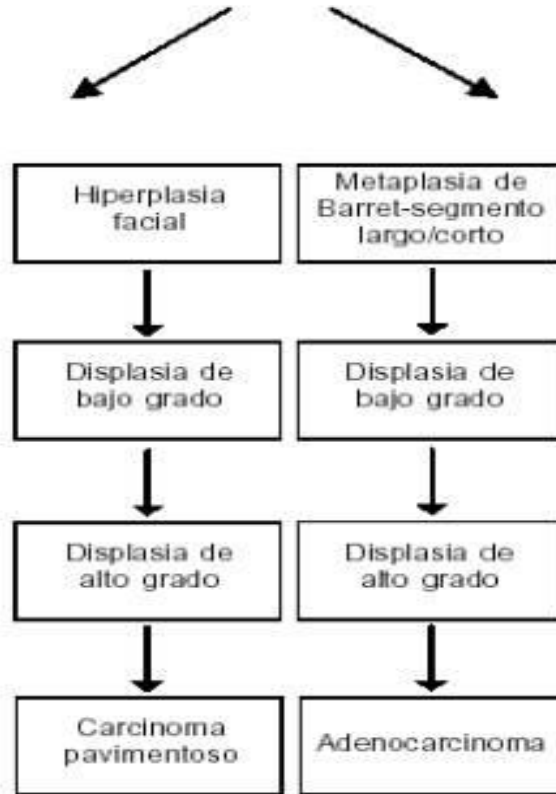 Hiperplasia
facial
Metaplasia de
Barret-segmento
largo/corto
Displasia de
bajo grado
Displasia de
bajo grado
Displasia de
alto grado
Displasia de
alto grado
Carcinoma
pavimentoso
Adenocarcinoma